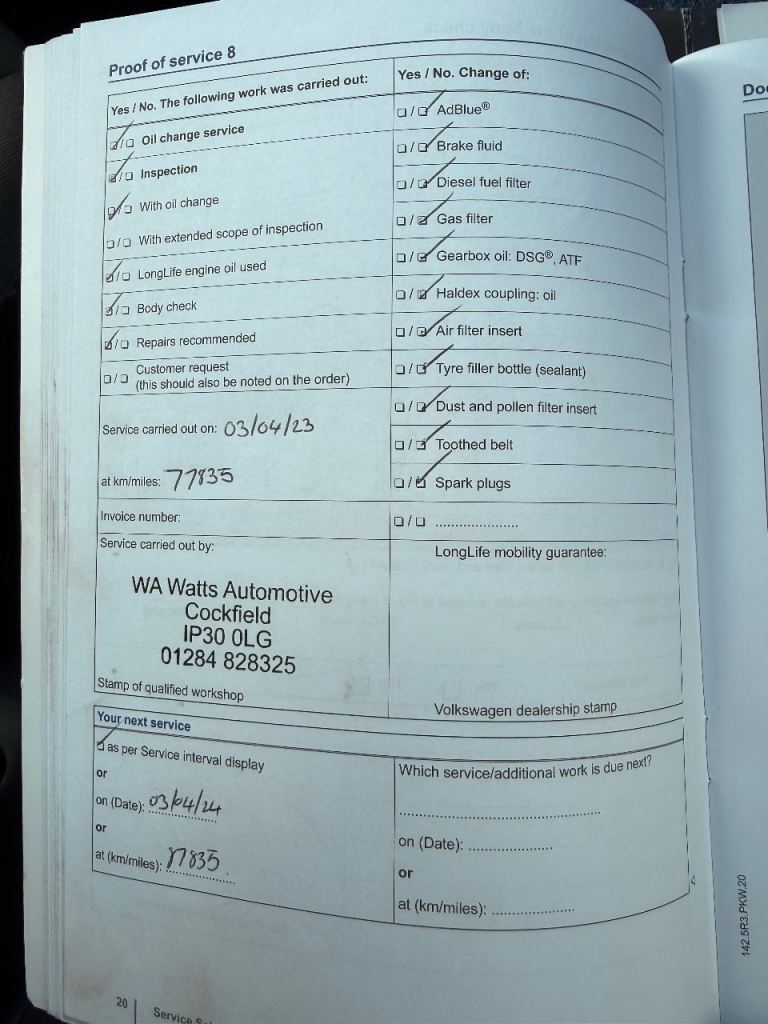 Proof of service 8
Yes / No. The following work was carried out:
Oil change service
Inspection
With oil change
With extended scope of inspection
LongLife engine oil used
Body check
Repairs recommended
Customer request
(this should also be noted on the order)
Service carried out on: 03/04/23
at km/miles: 77835
Invoice number:
Service carried out by:
WA Watts Automotive
Cockfield
IP30 0LG
01284 828325
Stamp of qualified workshop
Yes / No. Change of:
AdBlue®
Brake fluid
Diesel fuel filter
Gas filter
Gearbox oil: DSG®, ATF
Haldex coupling: oil
Air filter insert
Tyre filler bottle (sealant)
Dust and pollen filter insert
Toothed belt
Spark plugs
LongLife mobility guarantee:
Volkswagen dealership stamp
Your next service
as per Service interval display
or
on (Date): 03/04/24
or
at (km/miles): 87835
Which service/additional work is due next?
on (Date):
or
at (km/miles):
20
Service
142.5R3.PKW.20